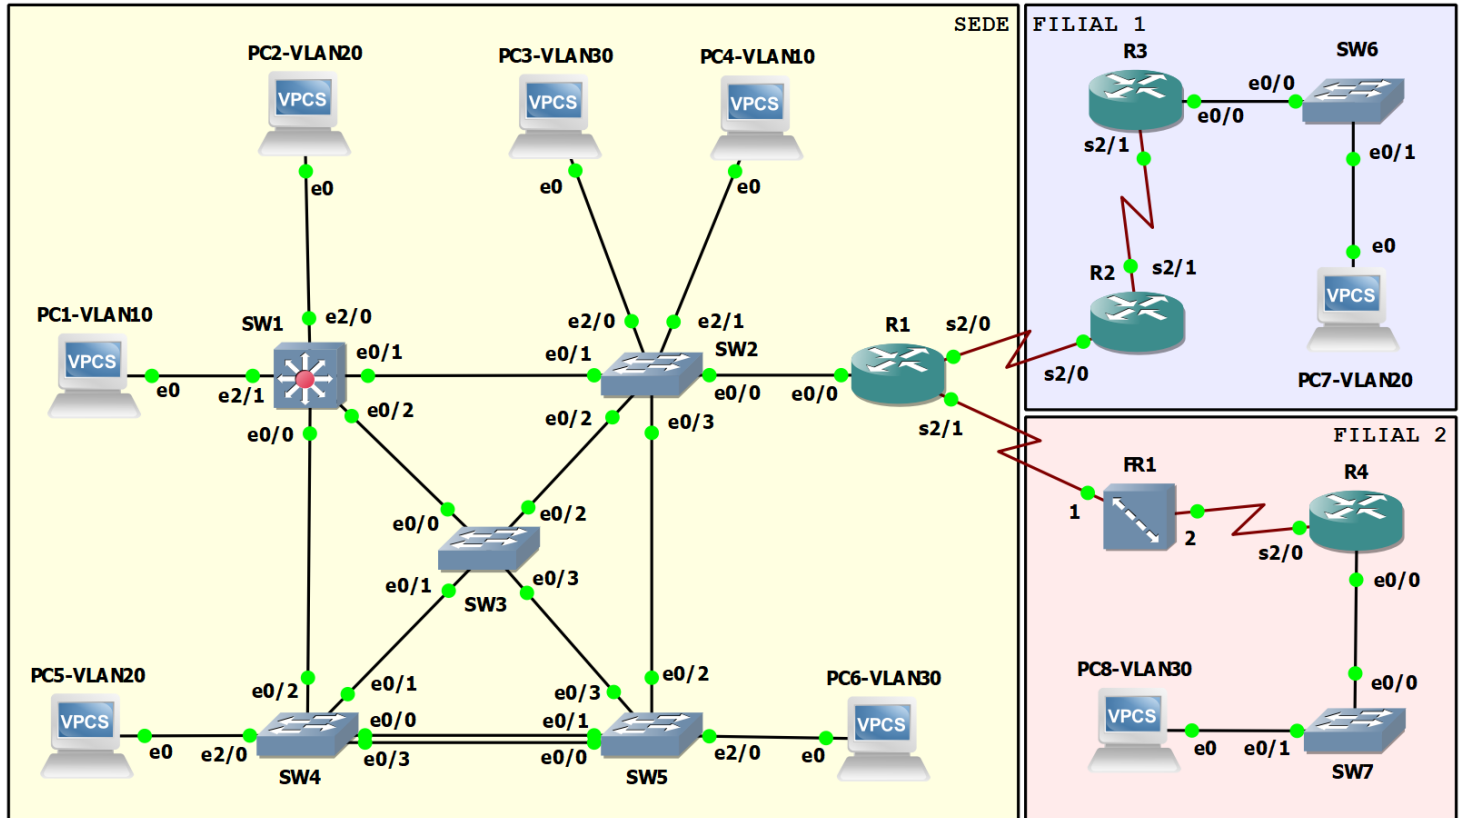 SEDE
FILIAL 1
PC2-VLAN20
PC3-VLAN30
PC4-VLAN10
R3
SW6
VPCS
VPCS
VPCS
e0/0
e0/0
s2/1
e0/1
e0
e0
e0
e0
R2
s2/1
VPCS
PC1-VLAN10
SW1
e2/0
e2/0
e2/1
R1
s2/0
VPCS
e0/1
e0/1
SW2
e0
e2/1
e0/0
e0/0
s2/0
PC7-VLAN20
e0/2
e0/0
e0/2
e0/3
s2/1
FILIAL 2
FR1
R4
e0/0
e0/2
1
2
s2/0
e0/1
e0/3
e0/0
SW3
PC5-VLAN20
PC6-VLAN30
PC8-VLAN30
e0/2
e0/1
e0/3
e0/2
e0/0
VPCS
e0/0
e0/1
VPCS
VPCS
e0
e2/0
e0/3
e0/0
e2/0
e0
e0
e0/1
SW4
SW5
SW7